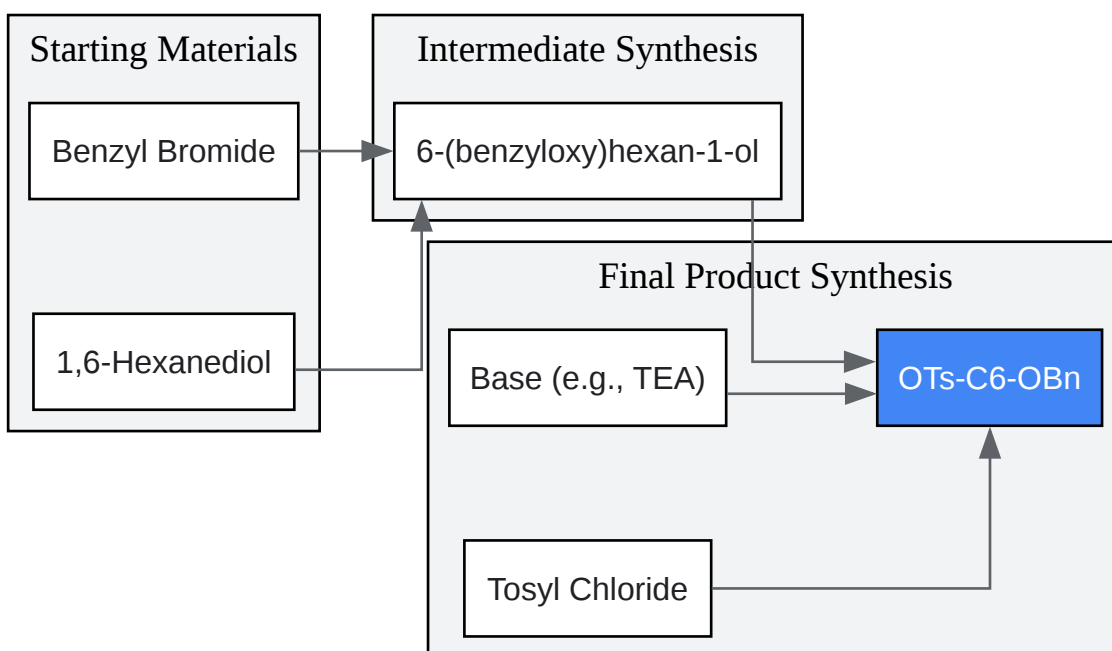 Starting Materials
Benzyl Bromide
1,6-Hexanediol
Intermediate Synthesis
6-(benzyloxy)hexan-1-ol
Final Product Synthesis
Base (e.g., TEA)
OTs-C6-OBn
Tosyl Chloride